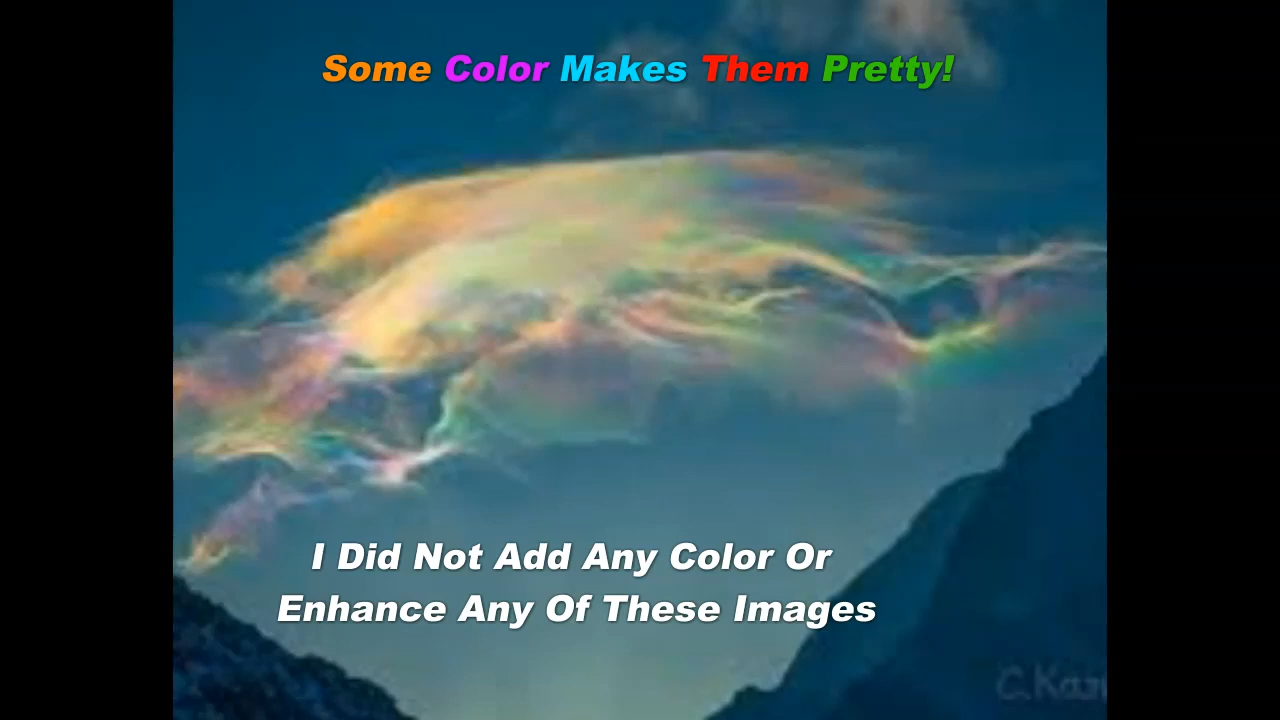 Some Color Makes Them Pretty!
I Did Not Add Any Color Or
Enhance Any Of These Images